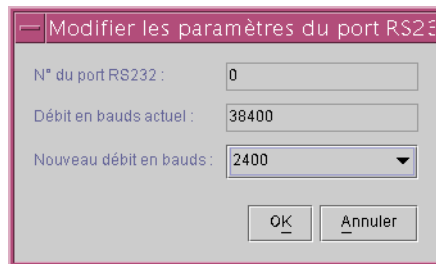 Modifier les paramètres du port RS23
N° du port RS232 : 0
Débit en bauds actuel : 38400
Nouveau débit en bauds : 2400
OK Annuler